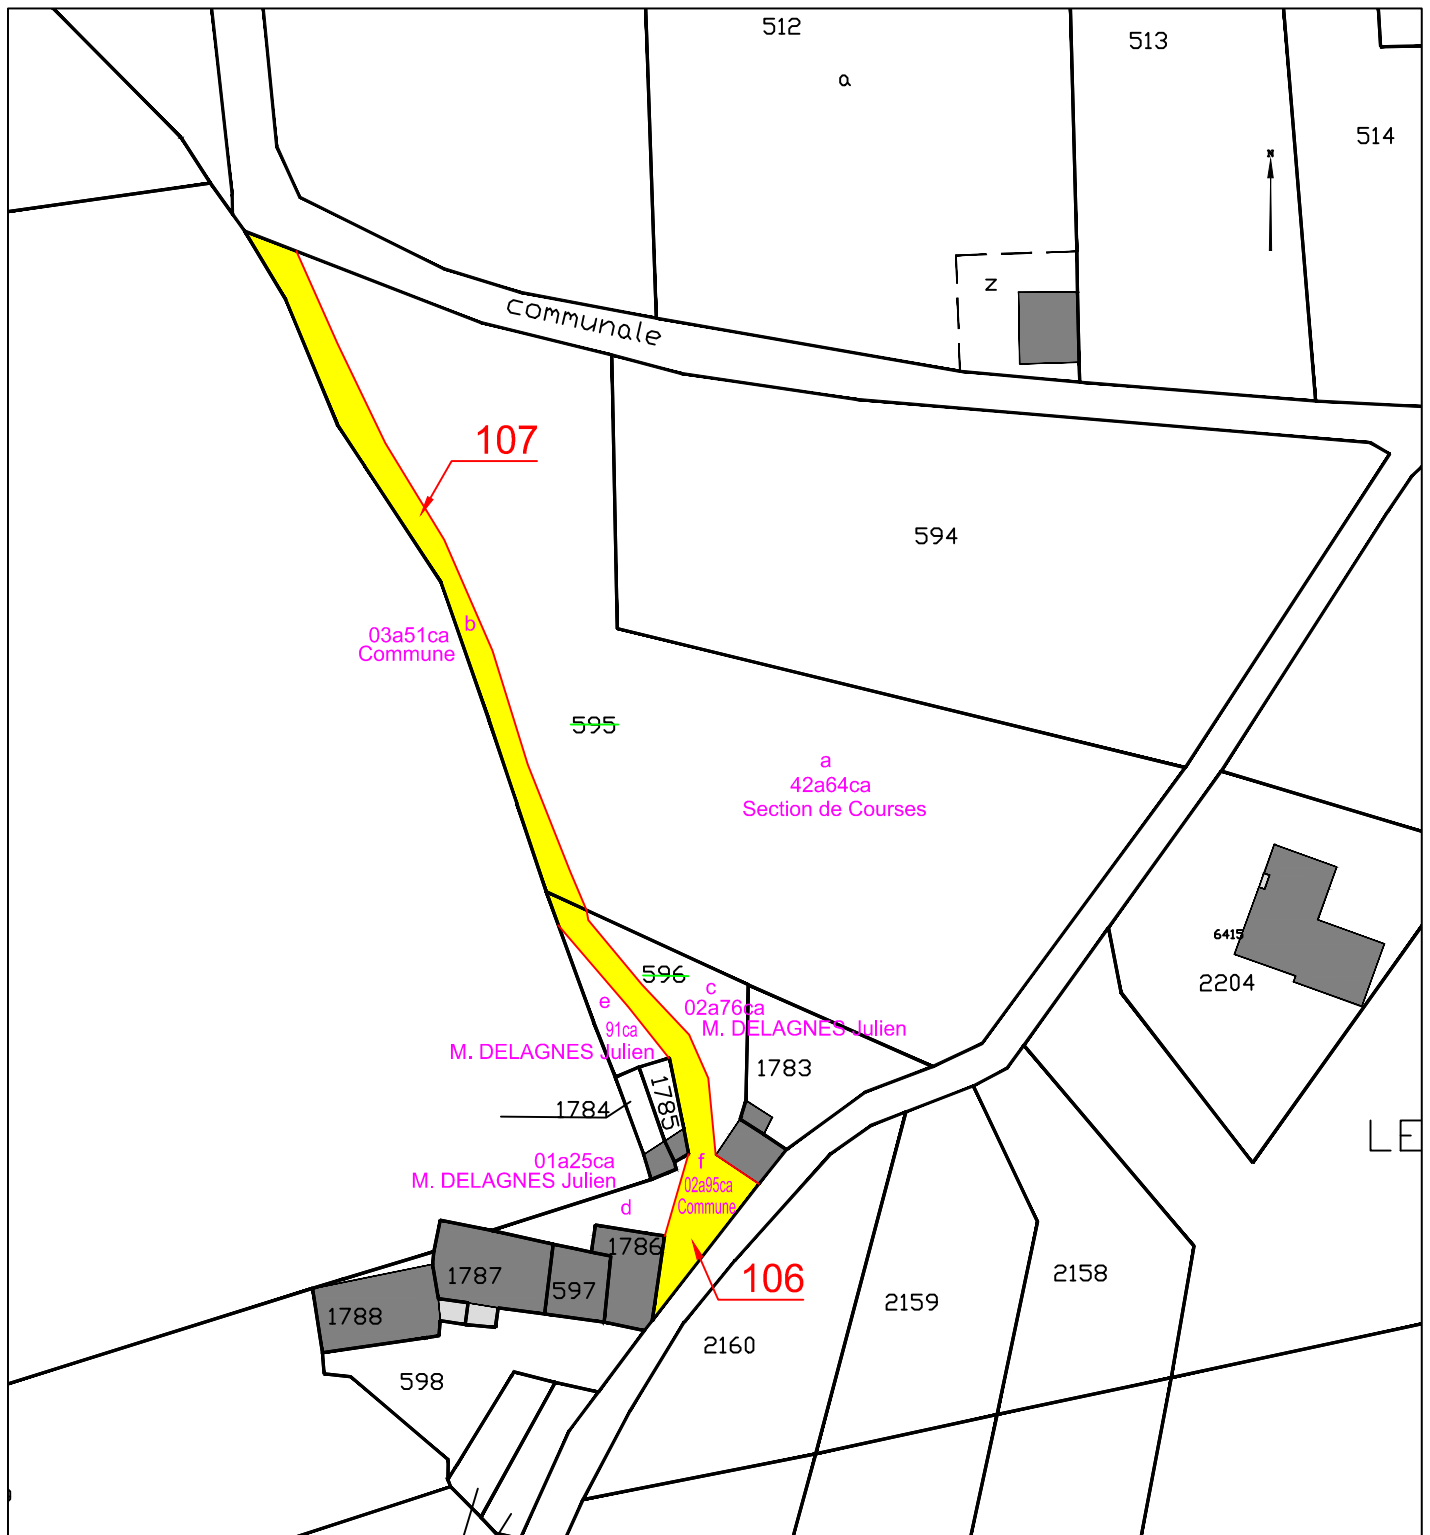 512
513
a
514
N
z
communale
107
594
b
03a51ca
Commune
595
a
42a64ca
Section de Courses
6415
2204
596
c
02a76ca
M. DELAGNES Julien
e
91ca
M. DELAGNES Julien
1783
1784
1785
LE
01a25ca
M. DELAGNES Julien
f
02a95ca
Commune
d
1786
1787
597
106
2158
2159
1788
2160
598